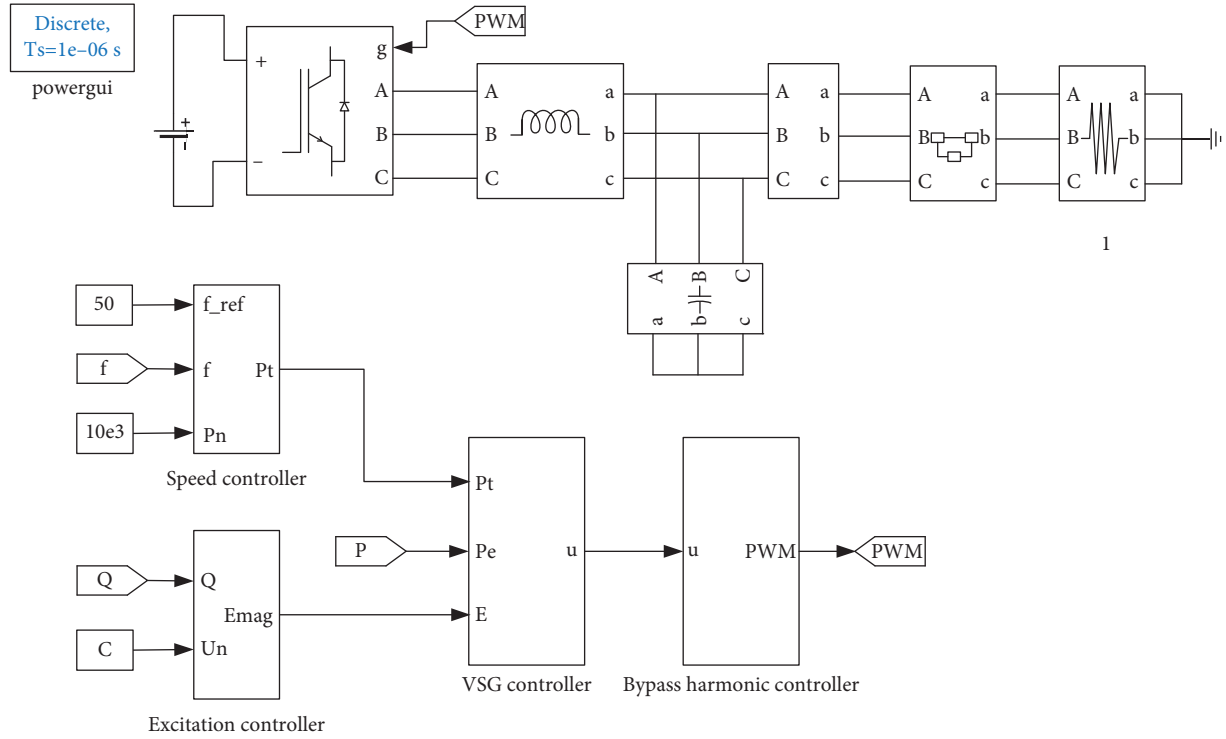 Discrete,
Ts=1e–06 s
powergui
PWM
+
−
+
-
g
A
B
C
A
B
C
a
b
c
A
B
C
a
b
c
A
B
C
a
b
c
A
B
C
a
b
c
1
A
B
C
a
b
c
50
f
10e3
f_ref
f
Pn
Pt
Speed controller
Q
C
Q
Un
Emag
Excitation controller
P
Pt
Pe
E
u
VSG controller
u
PWM
Bypass harmonic controller
PWM